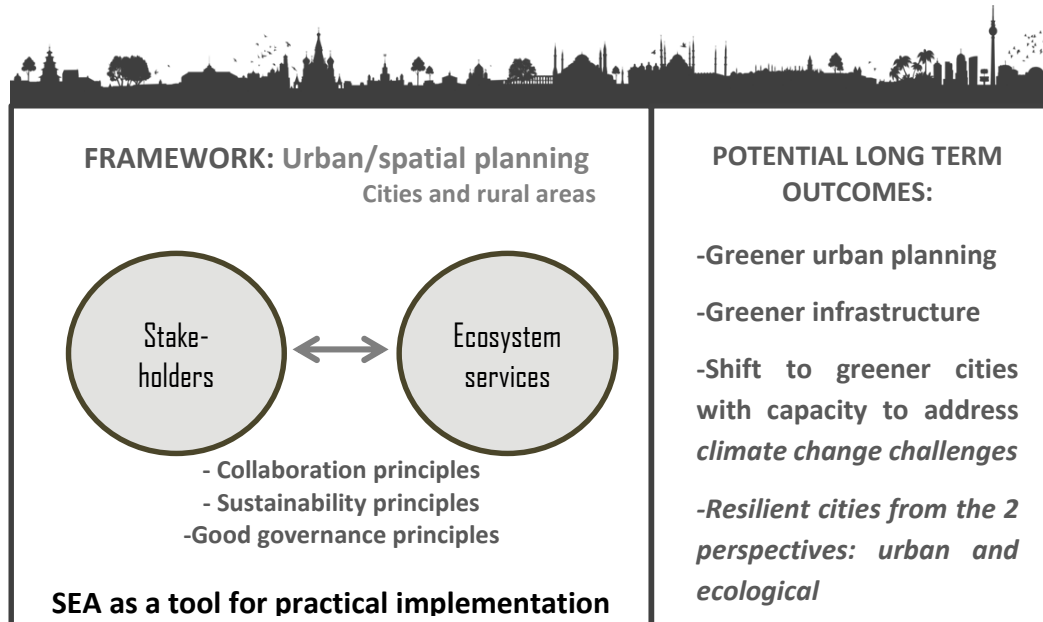 FRAMEWORK: Urban/spatial planning
Cities and rural areas
Stake-
holders
Ecosystem
services
- Collaboration principles
- Sustainability principles
-Good governance principles
SEA as a tool for practical implementation
POTENTIAL LONG TERM
OUTCOMES:
-Greener urban planning
-Greener infrastructure
-Shift to greener cities
with capacity to address
climate change challenges
-Resilient cities from the 2
perspectives: urban and
ecological